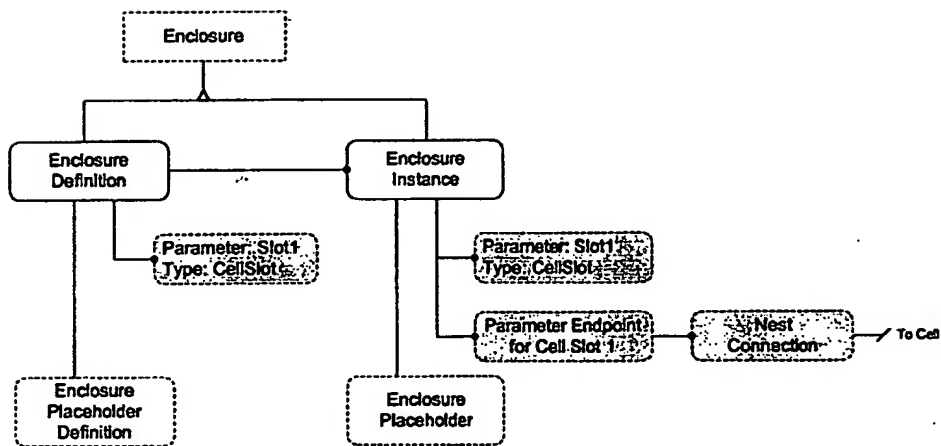 Enclosure
Enclosure
Definition
Enclosure
Instance
Parameter: Slot1
Type: CellSlot
Parameter: Slot1
Type: CellSlot
Parameter Endpoint
for Cell Slot 1
Nest
Connection
To Cell
Enclosure
Placeholder
Definition
Enclosure
Placeholder